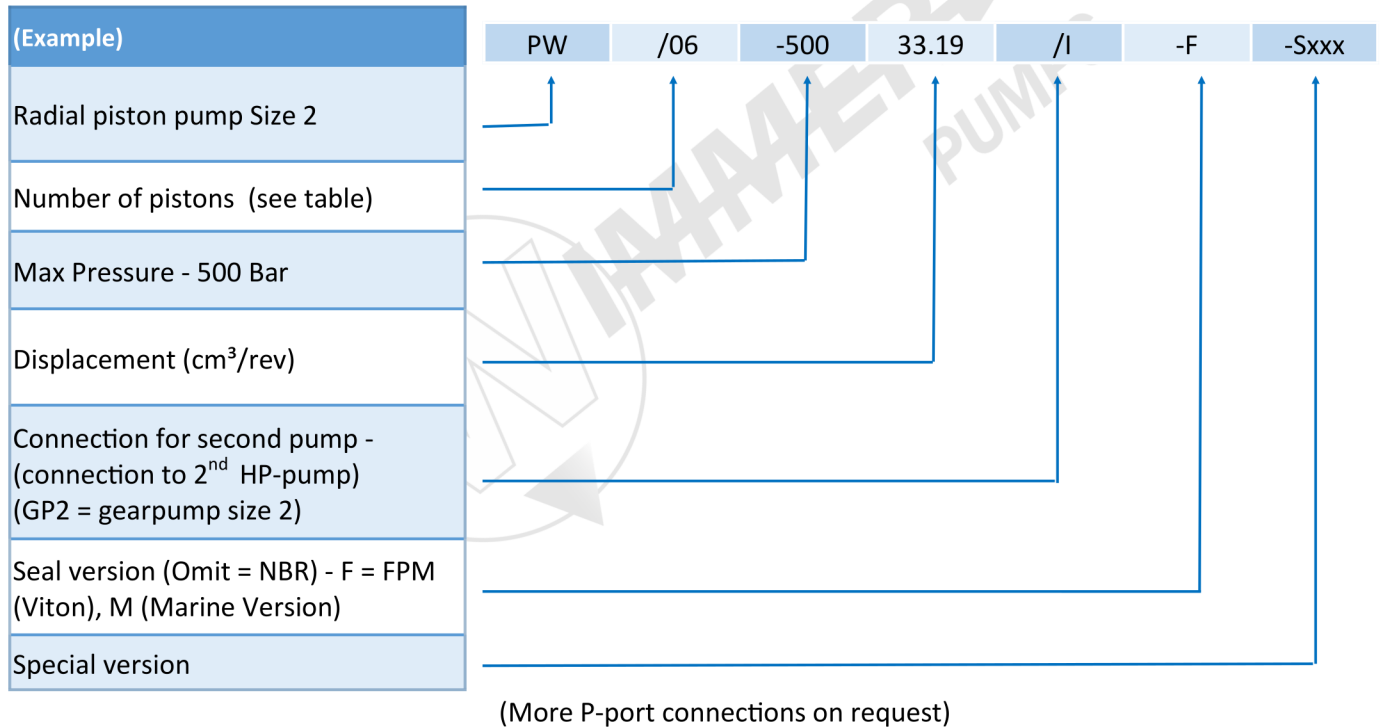 (Example)
PW /06 -500 33.19 /I -F -Sxxx
Radial piston pump Size 2
Number of pistons (see table)
Max Pressure - 500 Bar
Displacement (cm³/rev)
Connection for second pump -
(connection to 2nd HP-pump)
(GP2 = gearpump size 2)
Seal version (Omit = NBR) - F = FPM
(Viton), M (Marine Version)
Special version
(More P-port connections on request)